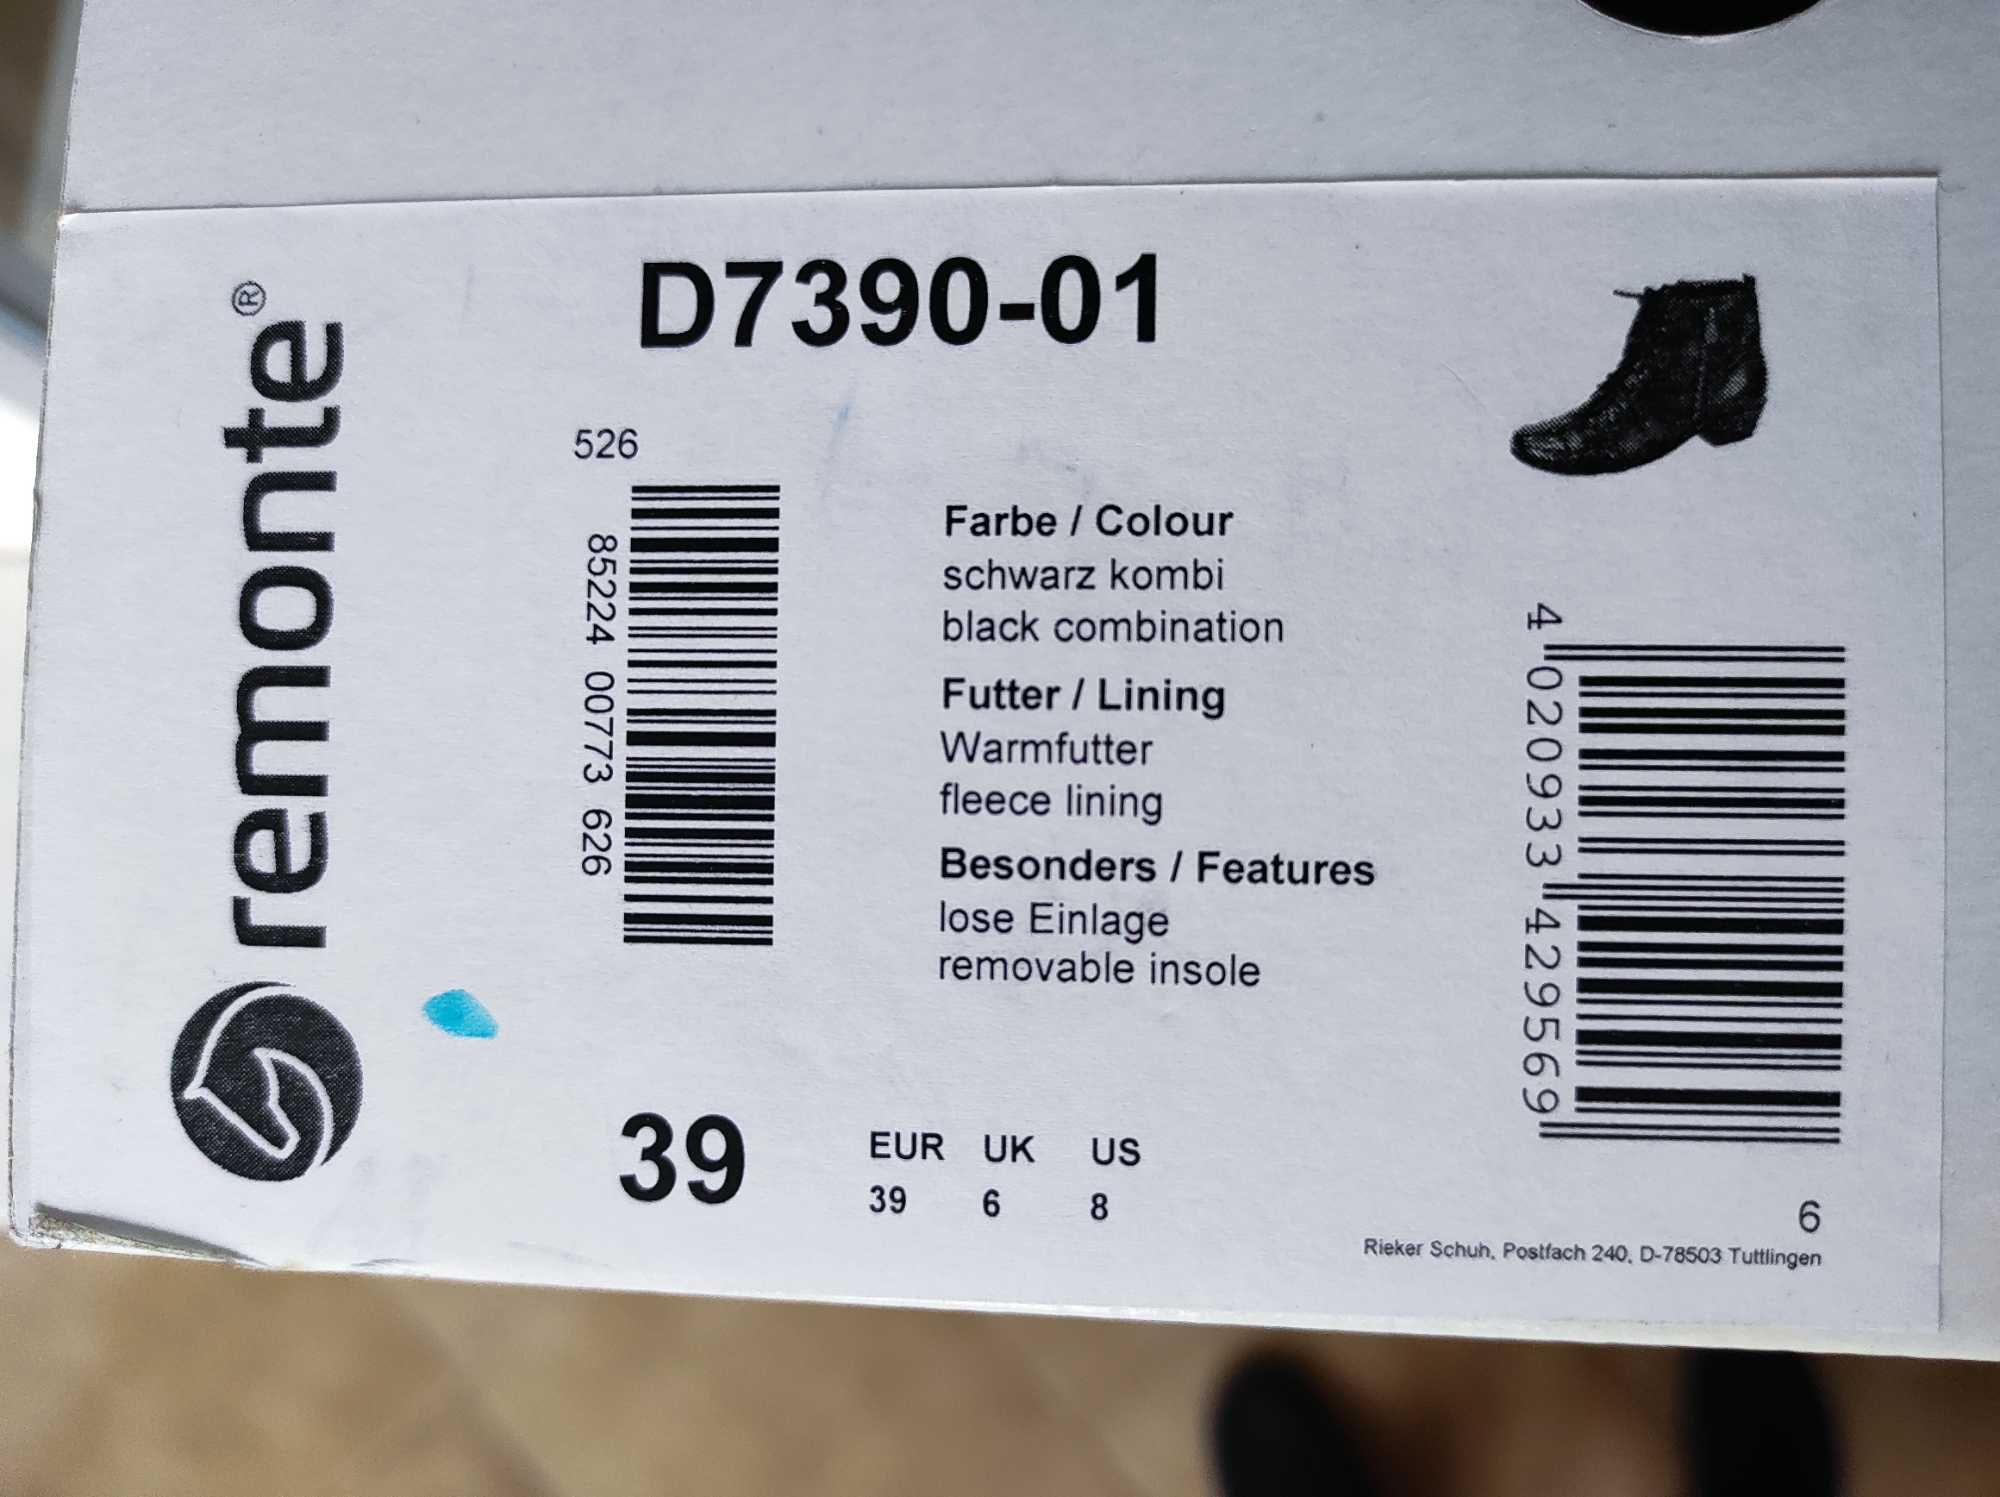 remonte®
D7390-01
526
85224 00773 626
Farbe / Colour
schwarz kombi
black combination
Futter / Lining
Warmfutter
fleece lining
Besonders / Features
lose Einlage
removable insole
4 020933 429569
39
EUR UK US
39 6 8
6
Rieker Schuh, Postfach 240, D-78503 Tuttlingen